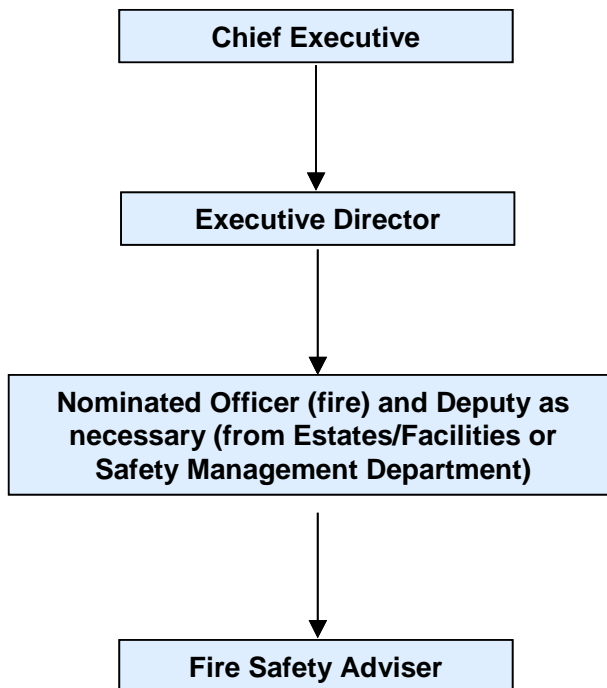 Chief Executive
Executive Director
Nominated Officer (fire) and Deputy as
necessary (from Estates/Facilities or
Safety Management Department)
Fire Safety Adviser